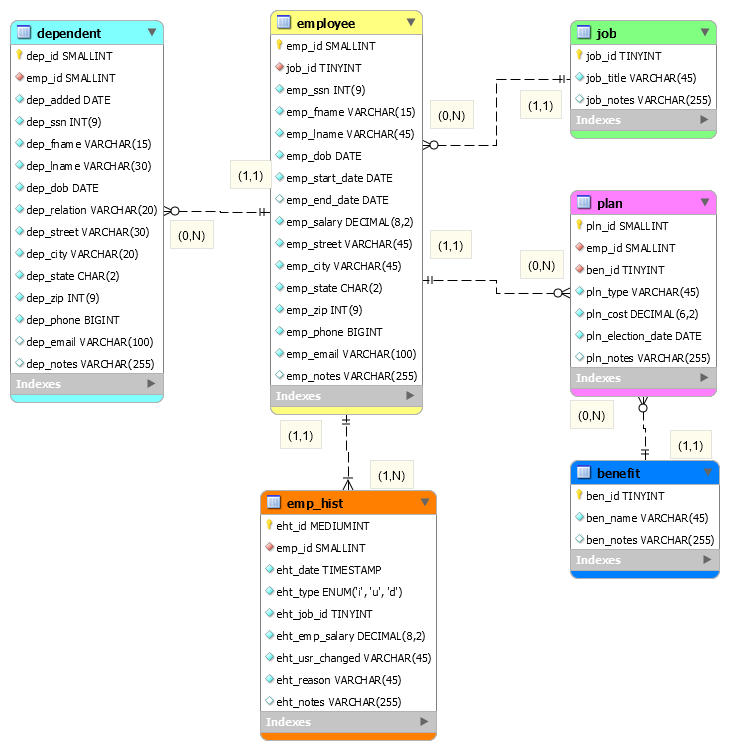 dependent
dep_id SMALLINT
emp_id SMALLINT
dep_added DATE
dep_ssn INT(9)
dep_fname VARCHAR(15)
dep_lname VARCHAR(30)
dep_dob DATE
dep_relation VARCHAR(20)
dep_street VARCHAR(30)
dep_city VARCHAR(20)
dep_state CHAR(2)
dep_zip INT(9)
dep_phone BIGINT
dep_email VARCHAR(100)
dep_notes VARCHAR(255)
Indexes
(1,1)
(0,N)
employee
emp_id SMALLINT
job_id TINYINT
emp_ssn INT(9)
emp_fname VARCHAR(15)
emp_lname VARCHAR(45)
emp_dob DATE
emp_start_date DATE
emp_end_date DATE
emp_salary DECIMAL(8,2)
emp_street VARCHAR(45)
emp_city VARCHAR(45)
emp_state CHAR(2)
emp_zip INT(9)
emp_phone BIGINT
emp_email VARCHAR(100)
emp_notes VARCHAR(255)
Indexes
(0,N)
(1,1)
job
job_id TINYINT
job_title VARCHAR(45)
job_notes VARCHAR(255)
Indexes
(1,1)
(0,N)
plan
pln_id SMALLINT
emp_id SMALLINT
ben_id TINYINT
pln_type VARCHAR(45)
pln_cost DECIMAL(6,2)
pln_election_date DATE
pln_notes VARCHAR(255)
Indexes
(0,N)
(1,1)
benefit
ben_id TINYINT
ben_name VARCHAR(45)
ben_notes VARCHAR(255)
Indexes
(1,1)
(1,N)
emp_hist
eht_id MEDIUMINT
emp_id SMALLINT
eht_date TIMESTAMP
eht_type ENUM('i', 'u', 'd')
eht_job_id TINYINT
eht_emp_salary DECIMAL(8,2)
eht_usr_changed VARCHAR(45)
eht_reason VARCHAR(45)
eht_notes VARCHAR(255)
Indexes